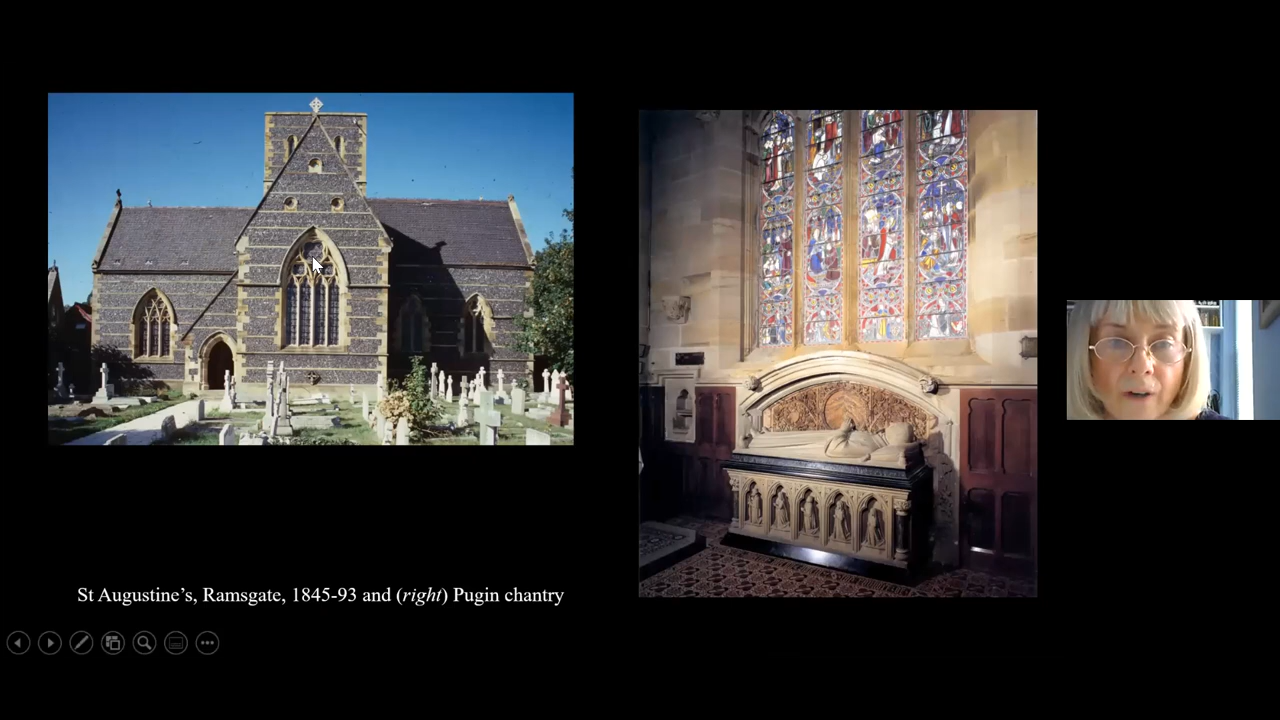 St Augustine’s, Ramsgate, 1845-93 and (right) Pugin chantry